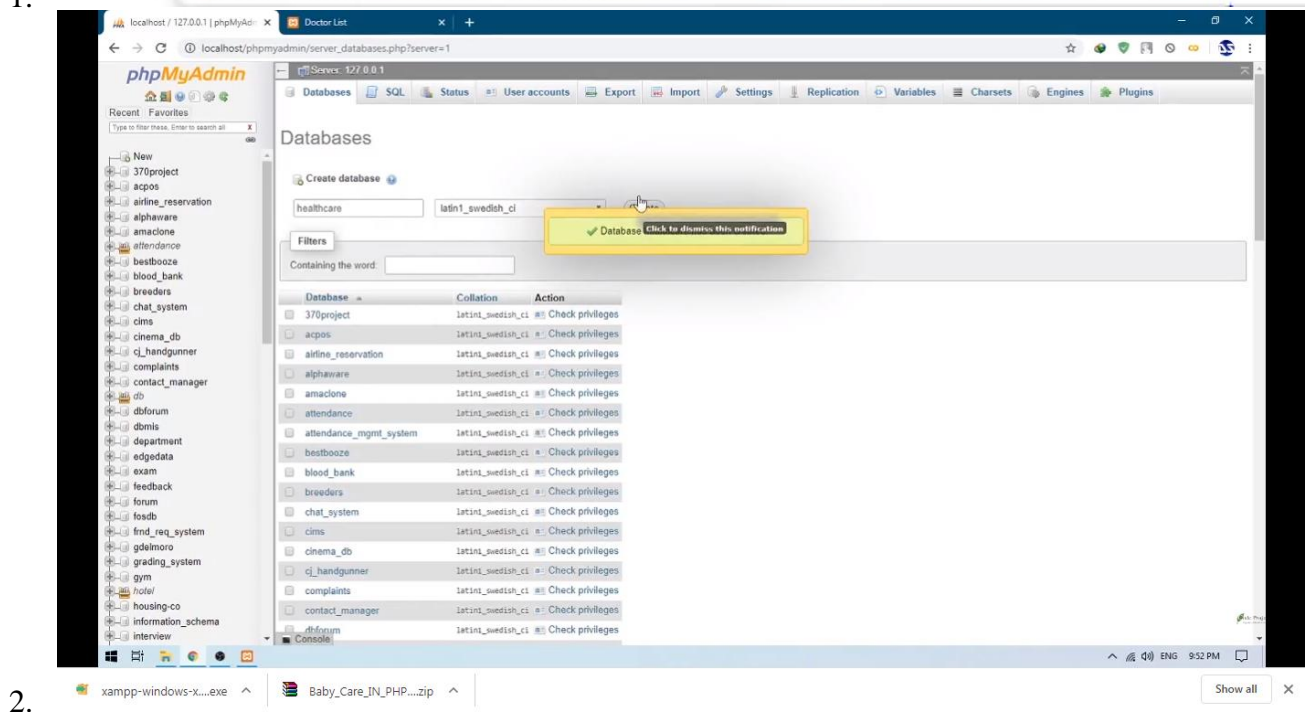 1.
localhost / 127.0.0.1 | phpMyAdm
Doctor List
localhost/phpmyadmin/server_databases.php?server=1
phpMyAdmin
Recent Favorites
Type to filter these, Enter to search all X
New
370project
acpos
airline_reservation
alphaware
amaclone
attendance
bestbooze
blood_bank
breeders
chat_system
cims
cinema_db
cj_handgunner
complaints
contact_manager
db
dbforum
dbmis
department
edgedata
exam
feedback
forum
fosdb
frnd_req_system
gdelmoro
grading_system
gym
hotel
housing-co
information_schema
interview
Server: 127.0.0.1
Databases SQL Status User accounts Export Import Settings Replication Variables Charsets Engines Plugins
Databases
Create database
healthcare latin1_swedish_ci
Database Click to dismiss this notification
Filters
Containing the word:
Database Collation Action
370project latin1_swedish_ci Check privileges
acpos latin1_swedish_ci Check privileges
airline_reservation latin1_swedish_ci Check privileges
alphaware latin1_swedish_ci Check privileges
amaclone latin1_swedish_ci Check privileges
attendance latin1_swedish_ci Check privileges
attendance_mgmt_system latin1_swedish_ci Check privileges
bestbooze latin1_swedish_ci Check privileges
blood_bank latin1_swedish_ci Check privileges
breeders latin1_swedish_ci Check privileges
chat_system latin1_swedish_ci Check privileges
cims latin1_swedish_ci Check privileges
cinema_db latin1_swedish_ci Check privileges
cj_handgunner latin1_swedish_ci Check privileges
complaints latin1_swedish_ci Check privileges
contact_manager latin1_swedish_ci Check privileges
dbforum latin1_swedish_ci Check privileges
Console
ENG 9:52 PM
2.
xampp-windows-x....exe Baby_Care_IN_PHP....zip Show all